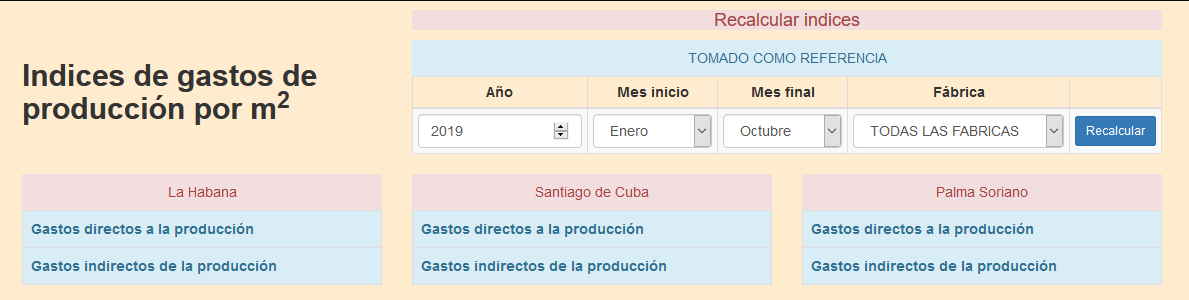 Recalcular indices
Indices de gastos de
producción por m²
TOMADO COMO REFERENCIA
Año Mes inicio Mes final Fábrica
2019 Enero Octubre TODAS LAS FABRICAS Recalcular
La Habana Santiago de Cuba Palma Soriano
Gastos directos a la producción Gastos directos a la producción Gastos directos a la producción
Gastos indirectos de la producción Gastos indirectos de la producción Gastos indirectos de la producción